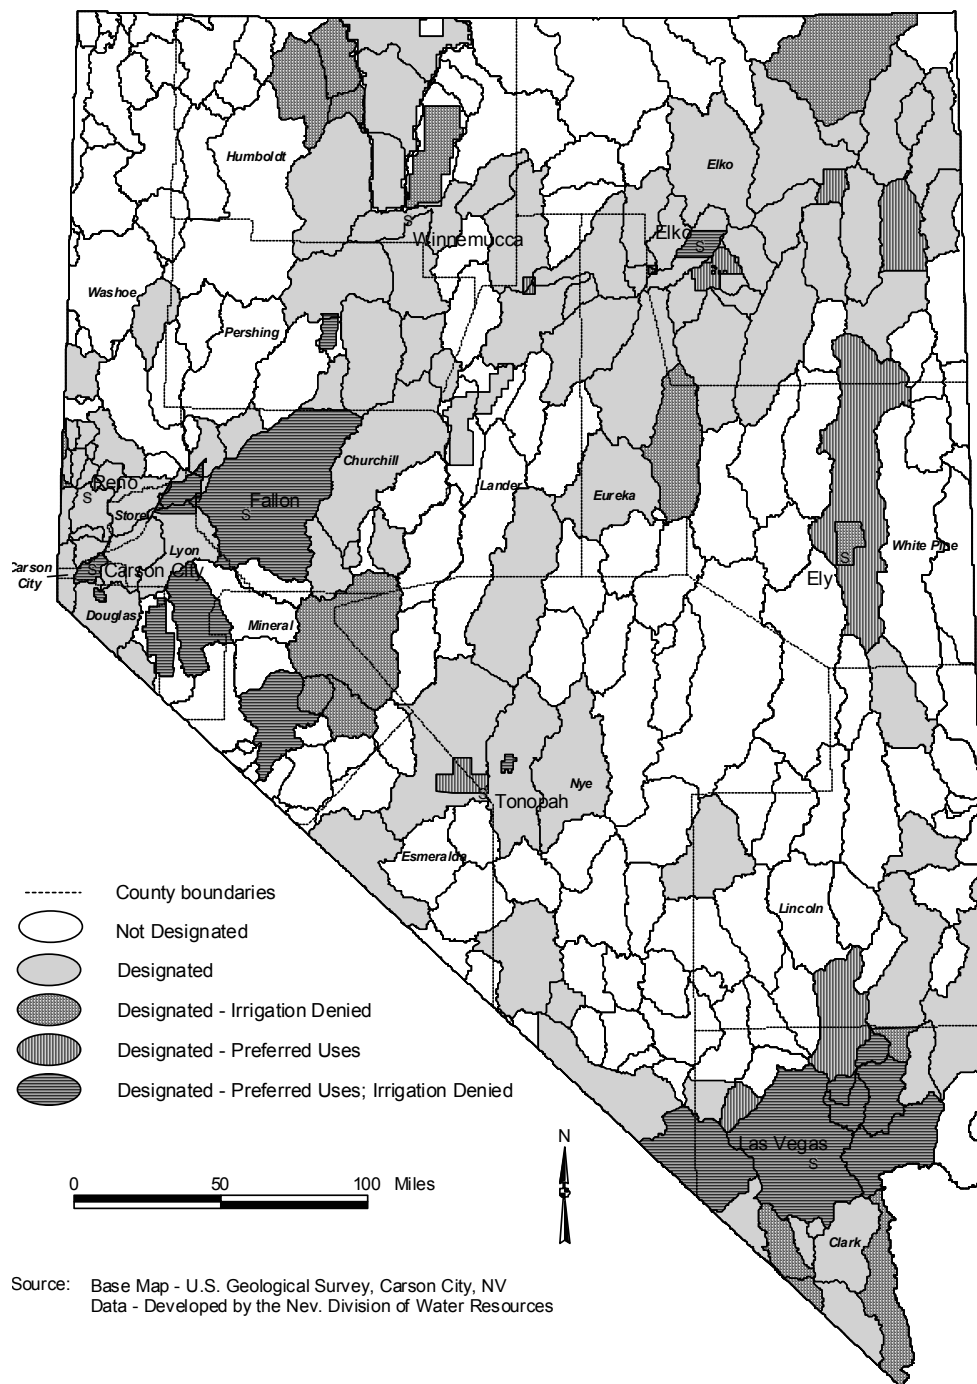 Humboldt
Elko
Elko
S
S
Winnemucca
Washoe
Pershing
Churchill
Lander
Eureka
Reno
S
Fallon
S
Storey
Lyon
White Pine
S
Ely
Carson
City
S Carson City
Douglas
Mineral
Nye
S Tonopah
Esmeralda
Lincoln
County boundaries
Not Designated
Designated
Designated - Irrigation Denied
Designated - Preferred Uses
Designated - Preferred Uses; Irrigation Denied
N
Las Vegas
S
0 50 100 Miles
Clark
Source: Base Map - U.S. Geological Survey, Carson City, NV
Data - Developed by the Nev. Division of Water Resources